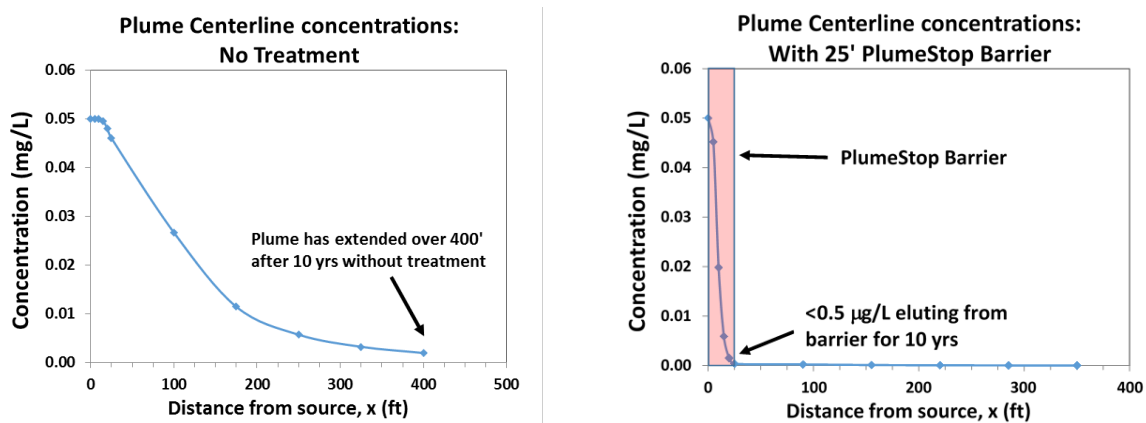 Plume Centerline concentrations:
No Treatment
Concentration (mg/L)
0.06
0.05
0.04
0.03
0.02
0.01
0.00
Plume has extended over 400'
after 10 yrs without treatment
0 100 200 300 400 500
Distance from source, x (ft)
Plume Centerline concentrations:
With 25' PlumeStop Barrier
Concentration (mg/L)
0.06
0.05
0.04
0.03
0.02
0.01
0.00
PlumeStop Barrier
<0.5 µg/L eluting from
barrier for 10 yrs
0 100 200 300 400
Distance from source, x (ft)